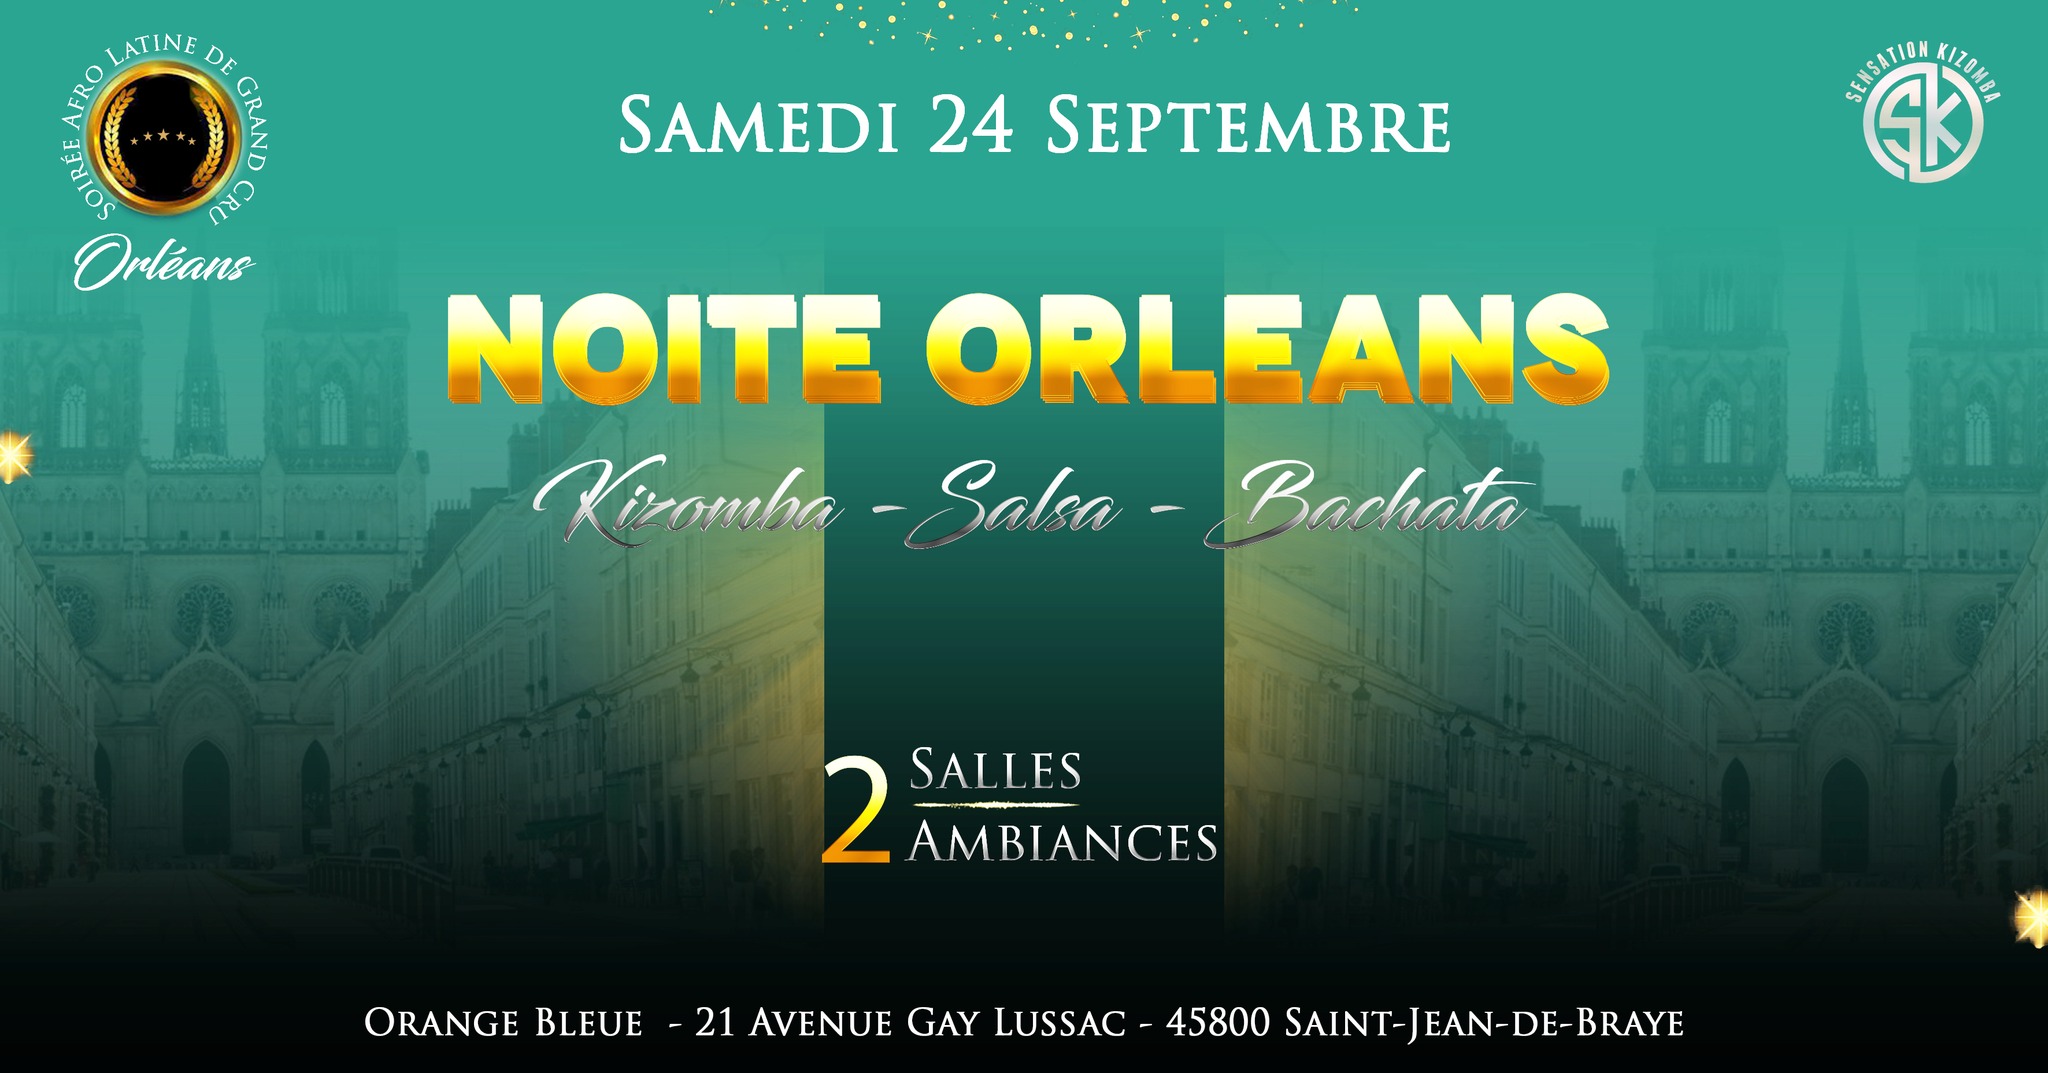 Soirée Afro Latine de Grand Cru
Orléans
Samedi 24 Septembre
SENSATION KIZOMBA
SK
NOITE ORLEANS
Kizomba - Salsa - Bachata
2 Salles
Ambiances
Orange Bleue - 21 Avenue Gay Lussac - 45800 Saint-Jean-de-Braye